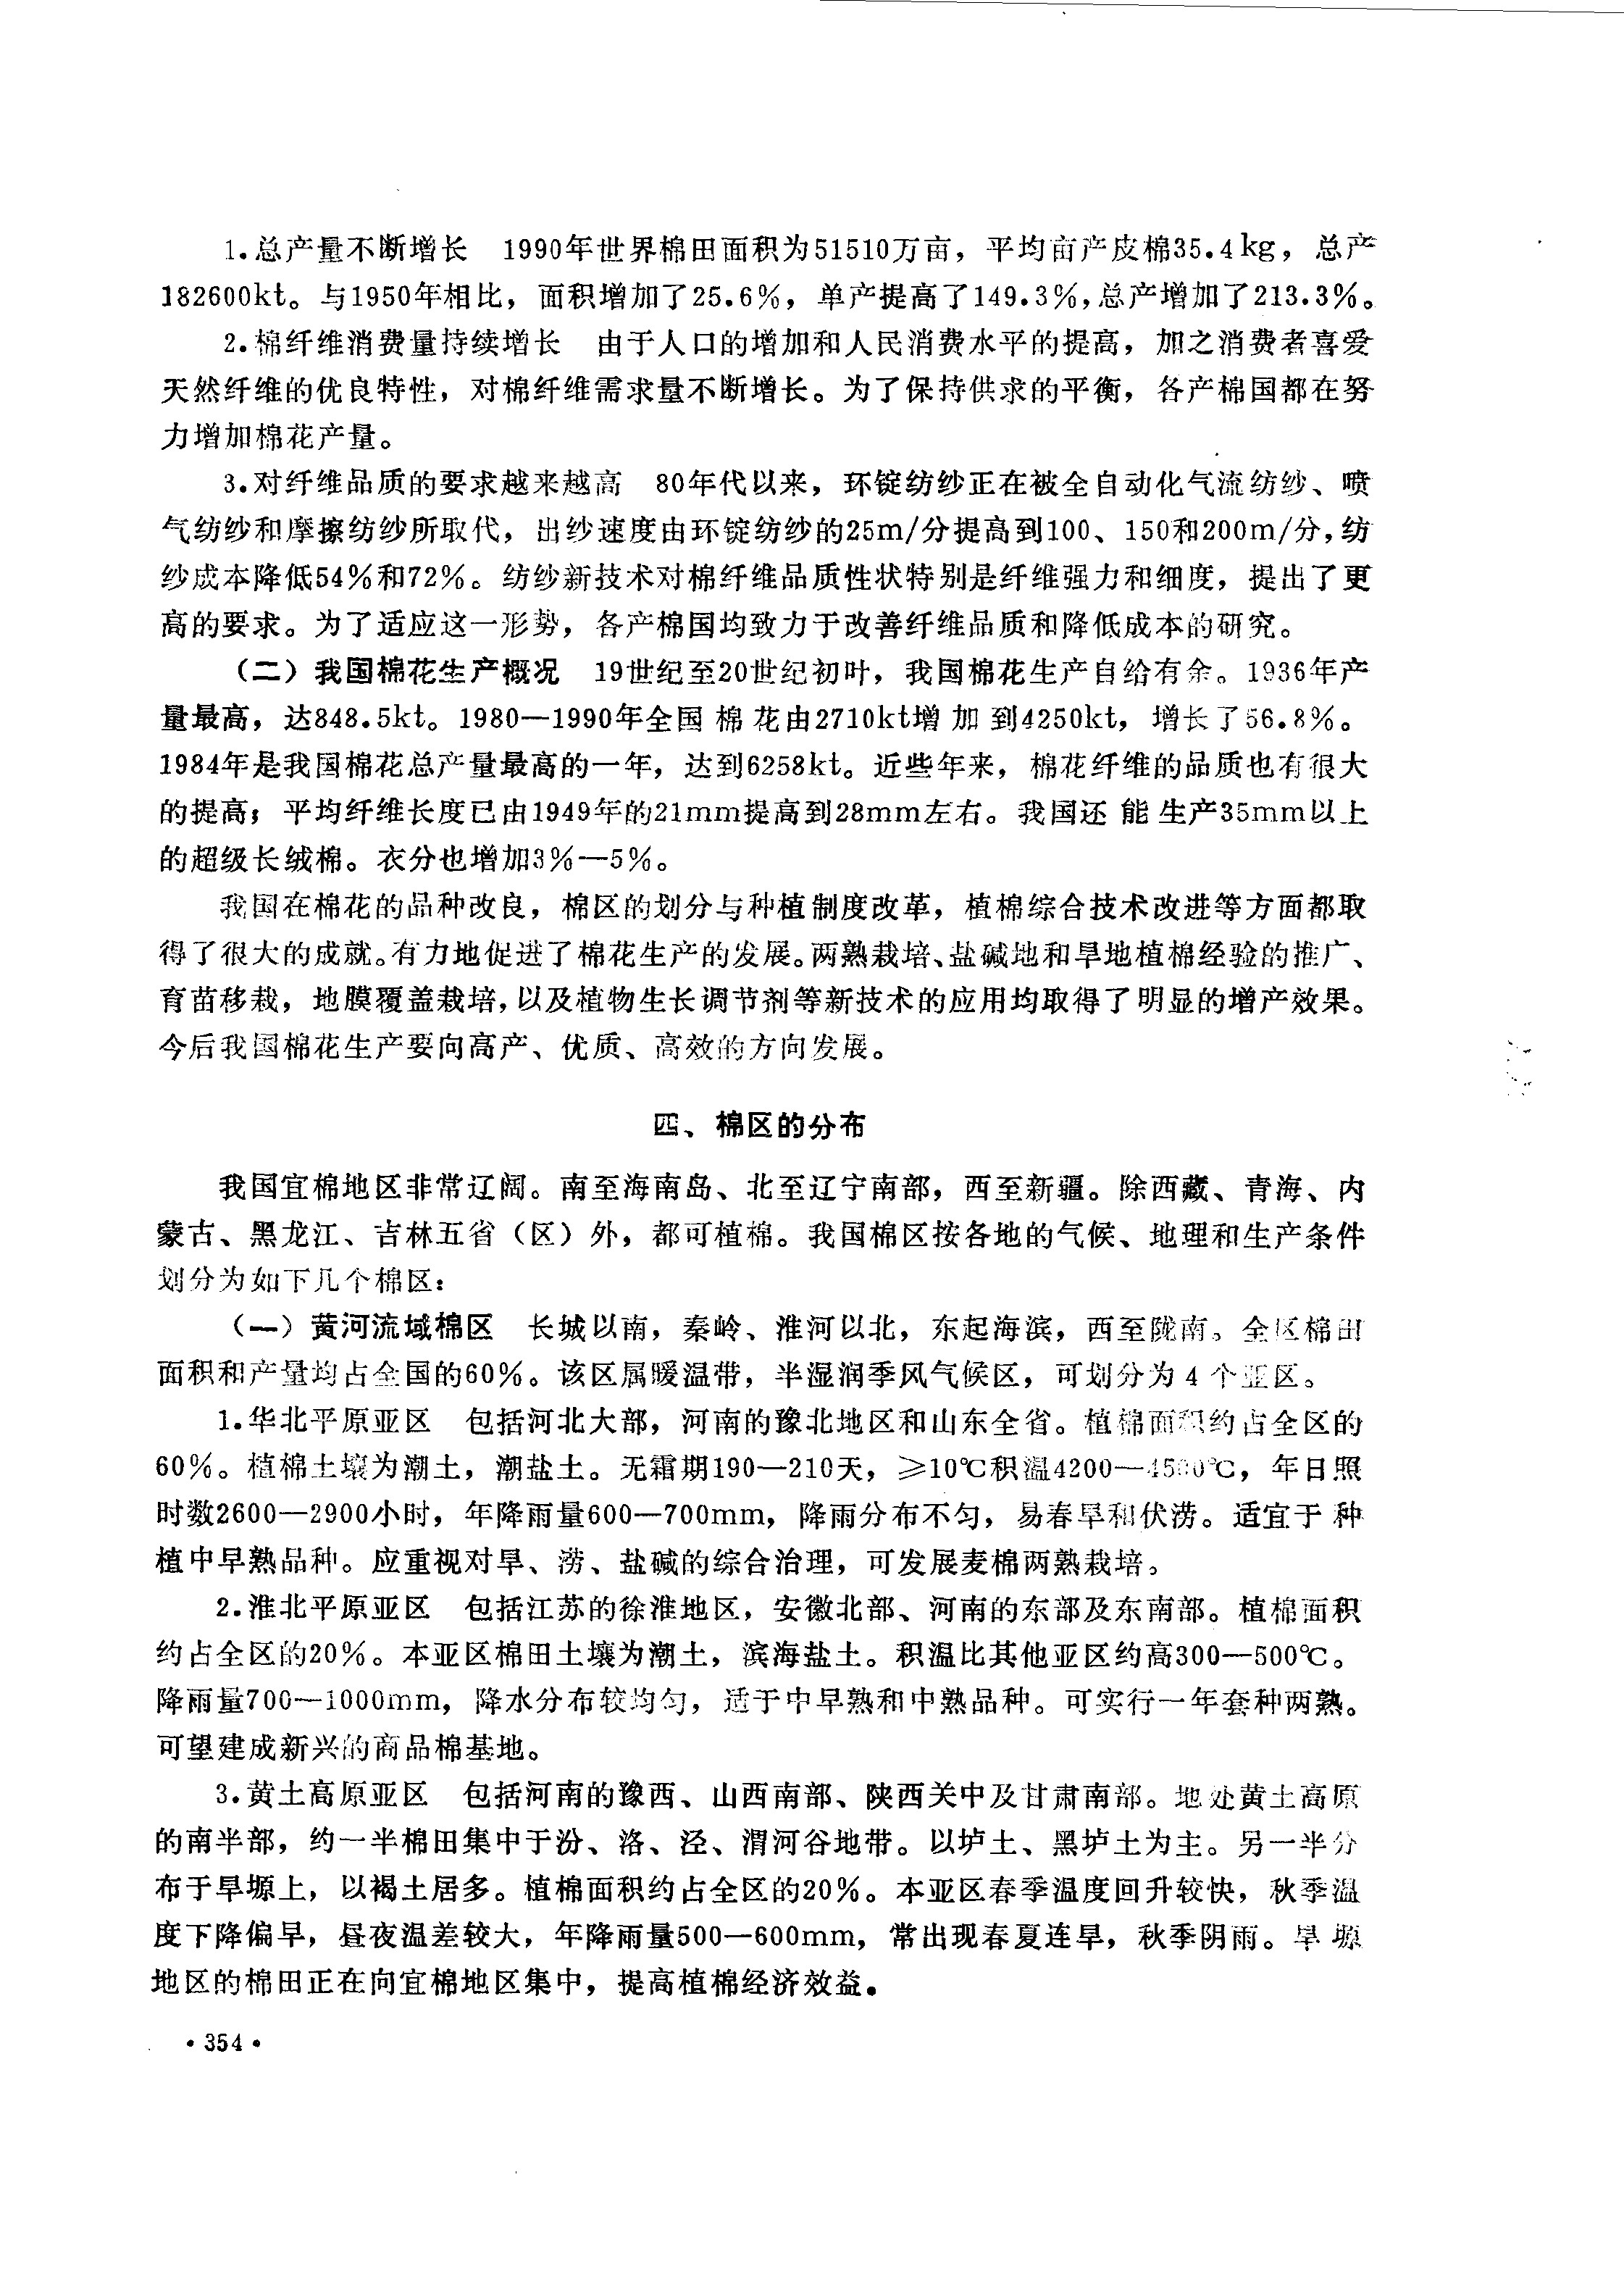 1.总产量不断增长　1990年世界棉田面积为51510万亩，平均亩产皮棉35.4kg，总产
182600kt。与1950年相比，面积增加了25.6%，单产提高了149.3%，总产增加了213.3%。
2.棉纤维消费量持续增长　由于人口的增加和人民消费水平的提高，加之消费者喜爱
天然纤维的优良特性，对棉纤维需求量不断增长。为了保持供求的平衡，各产棉国都在努
力增加棉花产量。
3.对纤维品质的要求越来越高　80年代以来，环锭纺纱正在被全自动化气流纺纱、喷
气纺纱和摩擦纺纱所取代，出纱速度由环锭纺纱的25m/分提高到100、150和200m/分，纺
纱成本降低54%和72%。纺纱新技术对棉纤维品质性状特别是纤维强力和细度，提出了更
高的要求。为了适应这一形势，各产棉国均致力于改善纤维品质和降低成本的研究。
（二）我国棉花生产概况　19世纪至20世纪初叶，我国棉花生产自给有余。1936年产
量最高，达848.5kt。1980—1990年全国棉花由2710kt增加到4250kt，增长了56.8%。
1984年是我国棉花总产量最高的一年，达到6258kt。近些年来，棉花纤维的品质也有很大
的提高；平均纤维长度已由1949年的21mm提高到28mm左右。我国还能生产35mm以上
的超级长绒棉。衣分也增加3%—5%。
我国在棉花的品种改良，棉区的划分与种植制度改革，植棉综合技术改进等方面都取
得了很大的成就。有力地促进了棉花生产的发展。两熟栽培、盐碱地和旱地植棉经验的推广、
育苗移栽，地膜覆盖栽培，以及植物生长调节剂等新技术的应用均取得了明显的增产效果。
今后我国棉花生产要向高产、优质、高效的方向发展。
四、棉区的分布
我国宜棉地区非常辽阔。南至海南岛、北至辽宁南部，西至新疆。除西藏、青海、内
蒙古、黑龙江、吉林五省（区）外，都可植棉。我国棉区按各地的气候、地理和生产条件
划分为如下几个棉区：
（一）黄河流域棉区　长城以南，秦岭、淮河以北，东起海滨，西至陇南。全区棉田
面积和产量均占全国的60%。该区属暖温带，半湿润季风气候区，可划分为4个亚区。
1.华北平原亚区　包括河北大部，河南的豫北地区和山东全省。植棉面积约占全区的
60%。植棉土壤为潮土，潮盐土。无霜期190—210天，≥10℃积温4200—4500℃，年日照
时数2600—2900小时，年降雨量600—700mm，降雨分布不匀，易春旱和伏涝。适宜于种
植中早熟品种。应重视对旱、涝、盐碱的综合治理，可发展麦棉两熟栽培。
2.淮北平原亚区　包括江苏的徐淮地区，安徽北部、河南的东部及东南部。植棉面积
约占全区的20%。本亚区棉田土壤为潮土，滨海盐土。积温比其他亚区约高300—500℃。
降雨量700—1000mm，降水分布较均匀，适于中早熟和中熟品种。可实行一年套种两熟。
可望建成新兴的商品棉基地。
3.黄土高原亚区　包括河南的豫西、山西南部、陕西关中及甘肃南部。地处黄土高原
的南半部，约一半棉田集中于汾、洛、泾、渭河谷地带。以垆土、黑垆土为主。另一半分
布于旱塬上，以褐土居多。植棉面积约占全区的20%。本亚区春季温度回升较快，秋季温
度下降偏早，昼夜温差较大，年降雨量500—600mm，常出现春夏连旱，秋季阴雨。旱塬
地区的棉田正在向宜棉地区集中，提高植棉经济效益。
·354·